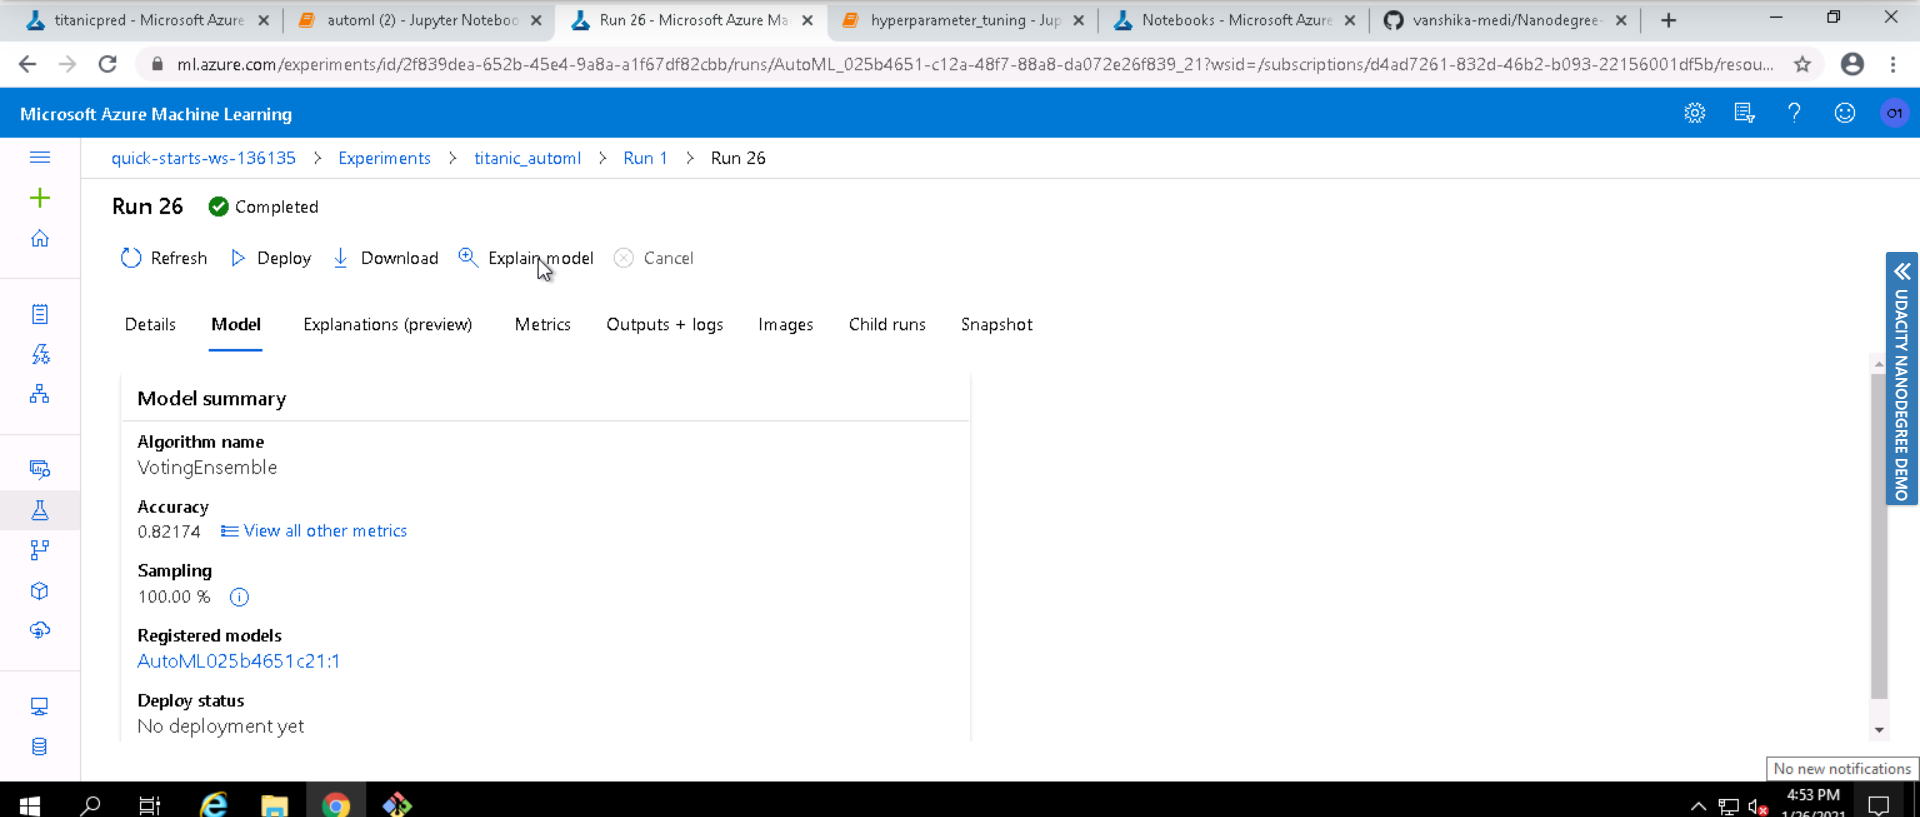 titanicpred - Microsoft Azure
automl (2) - Jupyter Noteboo
Run 26 - Microsoft Azure Ma
hyperparameter_tuning - Jup
Notebooks - Microsoft Azure
vanshika-medi/Nanodegree-
ml.azure.com/experiments/id/2f839dea-652b-45e4-9a8a-a1f67df82cbb/runs/AutoML_025b4651-c12a-48f7-88a8-da072e26f839_21?wsid=/subscriptions/d4ad7261-832d-46b2-b093-22156001df5b/resou...
Microsoft Azure Machine Learning
O1
quick-starts-ws-136135 > Experiments > titanic_automl > Run 1 > Run 26
Run 26 Completed
Refresh Deploy Download Explain model Cancel
Details Model Explanations (preview) Metrics Outputs + logs Images Child runs Snapshot
UDACITY NANODEGREE DEMO
Model summary
Algorithm name
VotingEnsemble
Accuracy
0.82174 View all other metrics
Sampling
100.00 %
Registered models
AutoML025b4651c21:1
Deploy status
No deployment yet
No new notifications
4:53 PM
1/26/2021